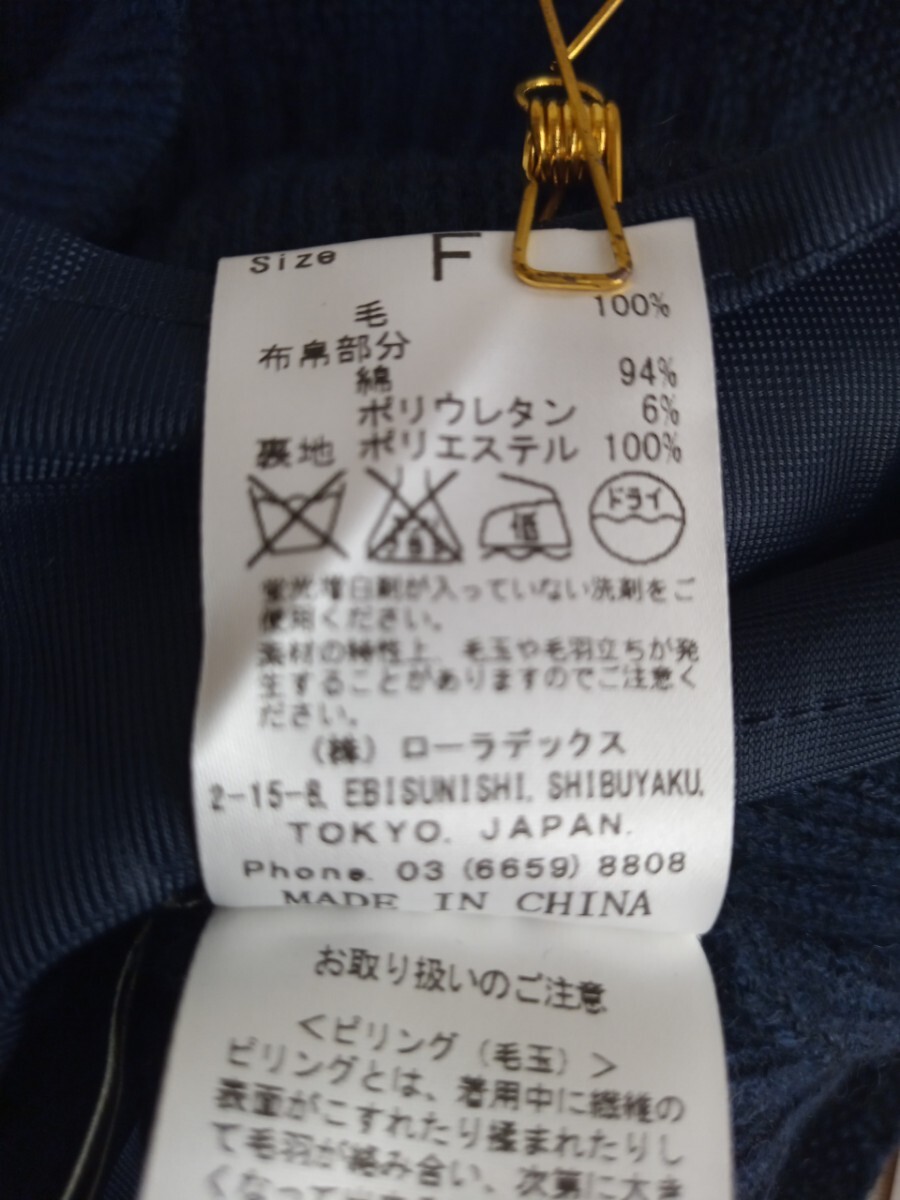 Size F
毛 100%
布帛部分
綿 94%
ポリウレタン 6%
裏地 ポリエステル 100%
低 ドライ
蛍光増白剤が入っていない洗剤をご
使用ください。
素材の特性上、毛玉や毛羽立ちが発
生することがありますのでご注意く
ださい。
(株) ローラデックス
2-15-8, EBISUNISHI, SHIBUYAKU,
TOKYO. JAPAN.
Phone. 03 (6659) 8808
MADE IN CHINA
お取り扱いのご注意
＜ピリング (毛玉) ＞
ピリングとは、着用中に繊維の
表面がこすれたり揉まれたりし
て毛羽が絡み合い、次第に大き
くなって